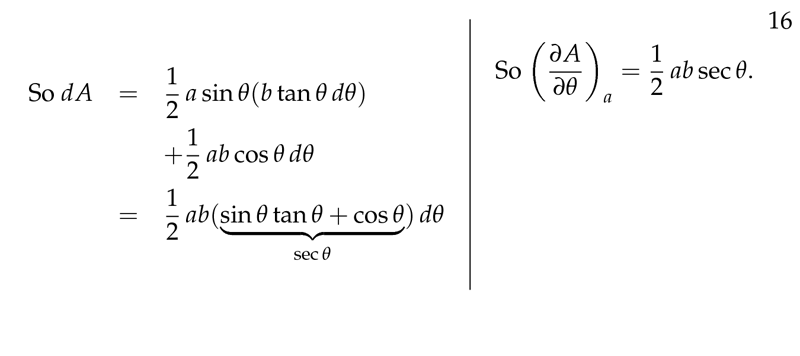 16
So dA = 1/2 a sin θ(b tan θ dθ)
+ 1/2 ab cos θ dθ
= 1/2 ab(sin θ tan θ + cos θ) dθ
sec θ
So (∂A/∂θ)ₐ = 1/2 ab sec θ.